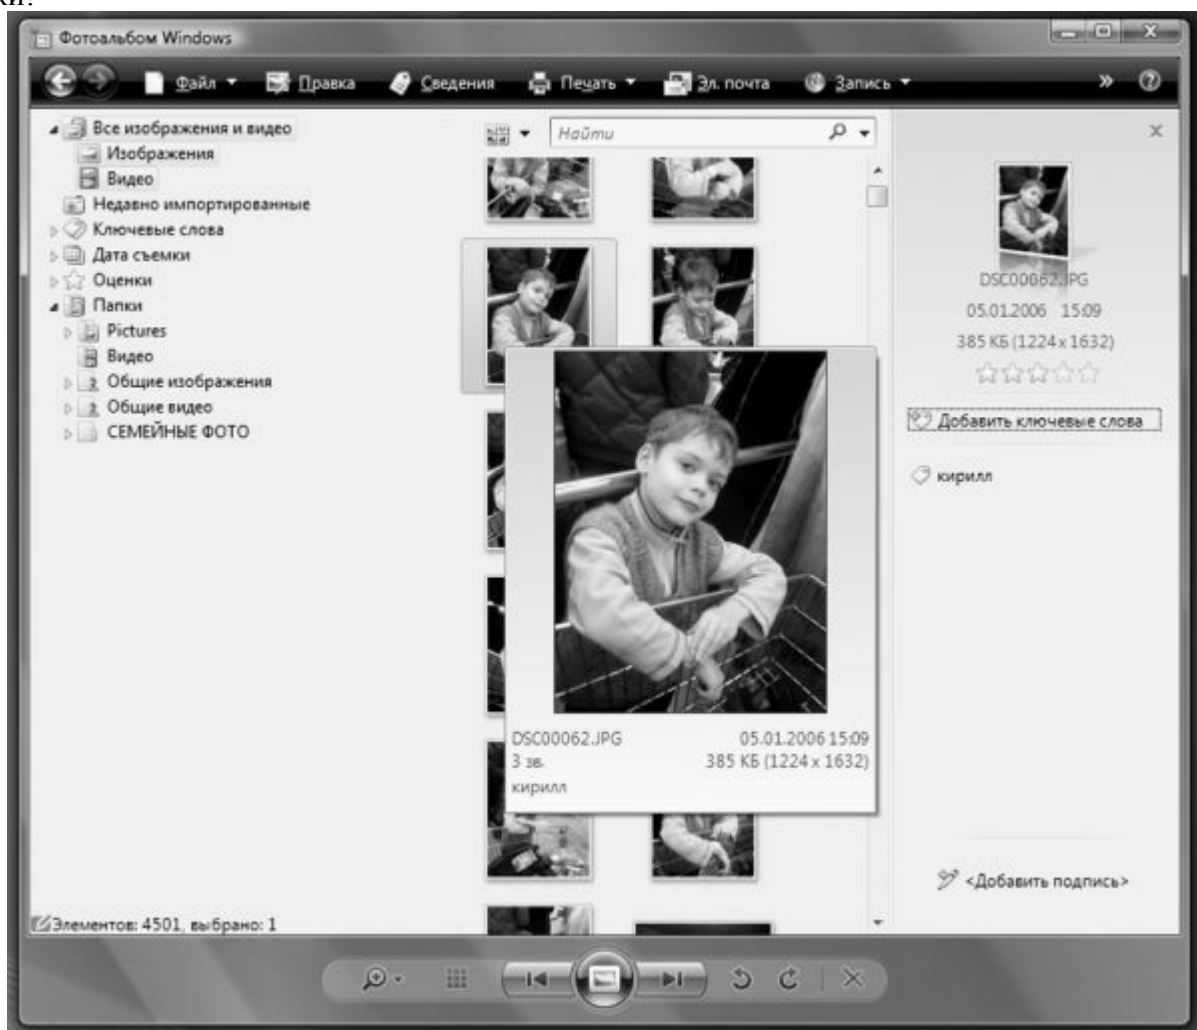 ки?
Фотоальбом Windows
Файл Правка Сведения Печать Эл. почта Запись »
Все изображения и видео
Изображения
Видео
Недавно импортированные
Ключевые слова
Дата съемки
Оценки
Папки
Pictures
Видео
Общие изображения
Общие видео
СЕМЕЙНЫЕ ФОТО
Найти
DSC00062.JPG 05.01.2006 15:09
3 зв. 385 КБ (1224 x 1632)
кирилл
DSC00062.JPG
05.01.2006 15:09
385 КБ (1224 x 1632)
Добавить ключевые слова
кирилл
<Добавить подпись>
Элементов: 4501, выбрано: 1